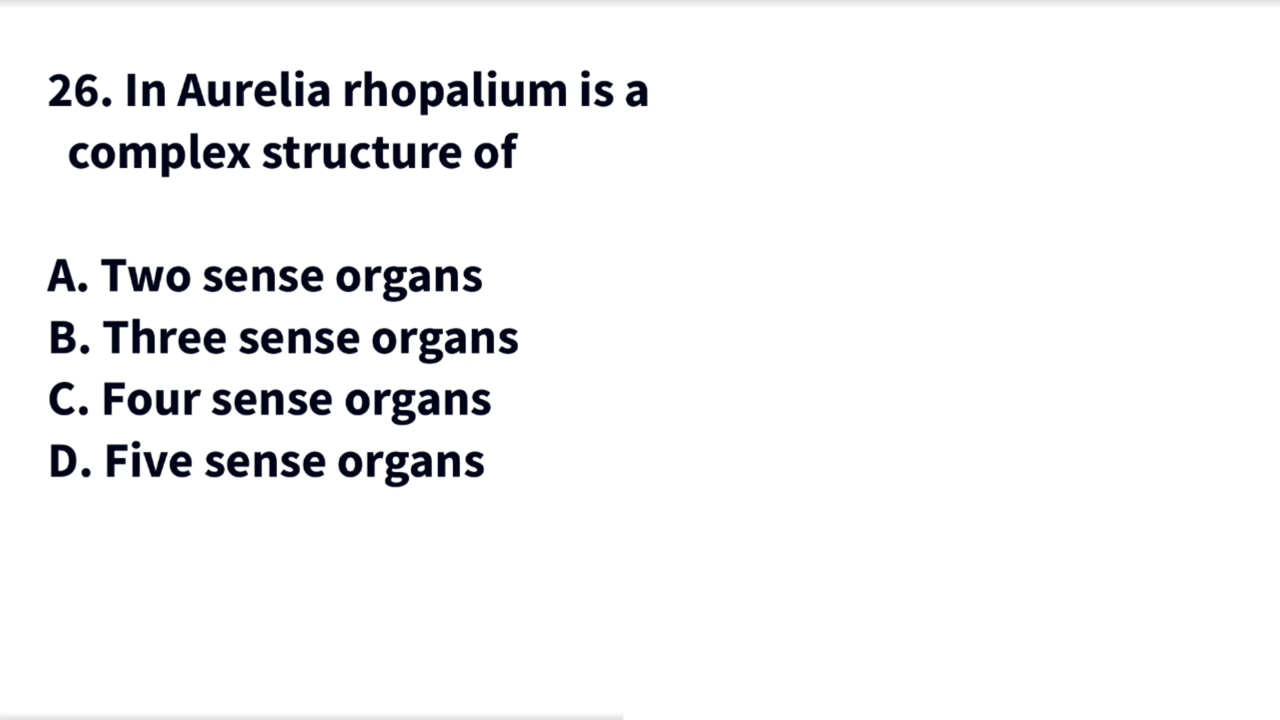 26. In Aurelia rhopalium is a
complex structure of
A. Two sense organs
B. Three sense organs
C. Four sense organs
D. Five sense organs